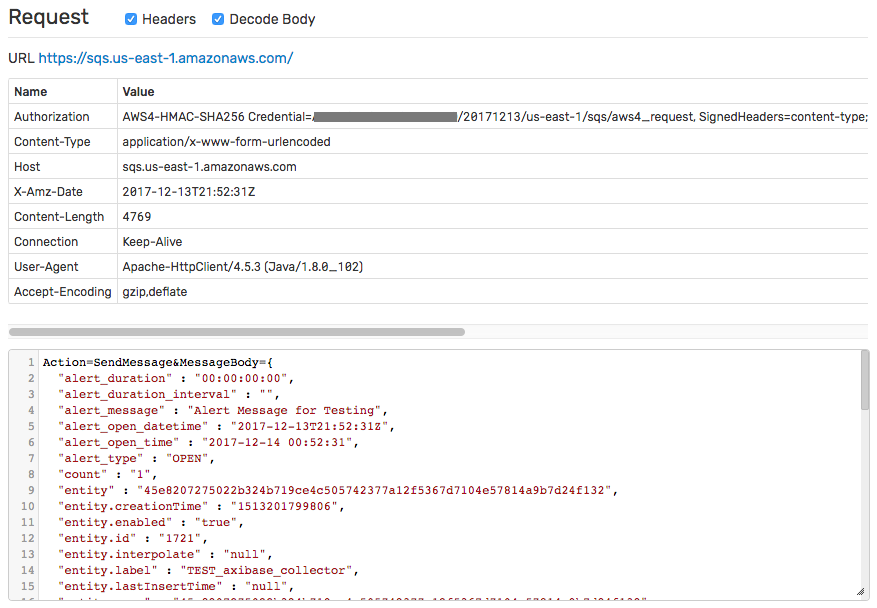 Request Headers Decode Body
URL https://sqs.us-east-1.amazonaws.com/
Name Value
Authorization AWS4-HMAC-SHA256 Credential=/20171213/us-east-1/sqs/aws4_request, SignedHeaders=content-type;
Content-Type application/x-www-form-urlencoded
Host sqs.us-east-1.amazonaws.com
X-Amz-Date 2017-12-13T21:52:31Z
Content-Length 4769
Connection Keep-Alive
User-Agent Apache-HttpClient/4.5.3 (Java/1.8.0_102)
Accept-Encoding gzip,deflate
1 Action=SendMessage&MessageBody={
2 "alert_duration" : "00:00:00:00",
3 "alert_duration_interval" : "",
4 "alert_message" : "Alert Message for Testing",
5 "alert_open_datetime" : "2017-12-13T21:52:31Z",
6 "alert_open_time" : "2017-12-14 00:52:31",
7 "alert_type" : "OPEN",
8 "count" : "1",
9 "entity" : "45e8207275022b324b719ce4c505742377a12f5367d7104e57814a9b7d24f132",
10 "entity.creationTime" : "1513201799806",
11 "entity.enabled" : "true",
12 "entity.id" : "1721",
13 "entity.interpolate" : "null",
14 "entity.label" : "TEST_axibase_collector",
15 "entity.lastInsertTime" : "null",